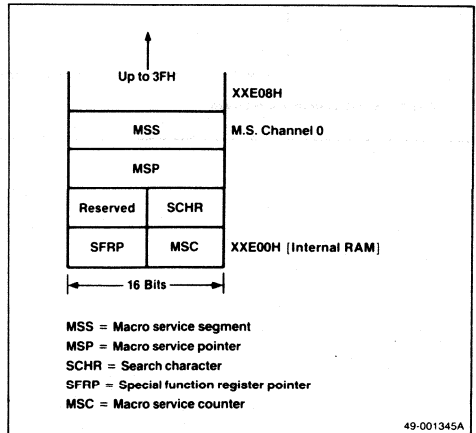 Up to 3FH
XXE08H
MSS
M.S. Channel 0
MSP
Reserved
SCHR
SFRP
MSC
XXE00H [Internal RAM]
16 Bits
MSS = Macro service segment
MSP = Macro service pointer
SCHR = Search character
SFRP = Special function register pointer
MSC = Macro service counter
49-001345A